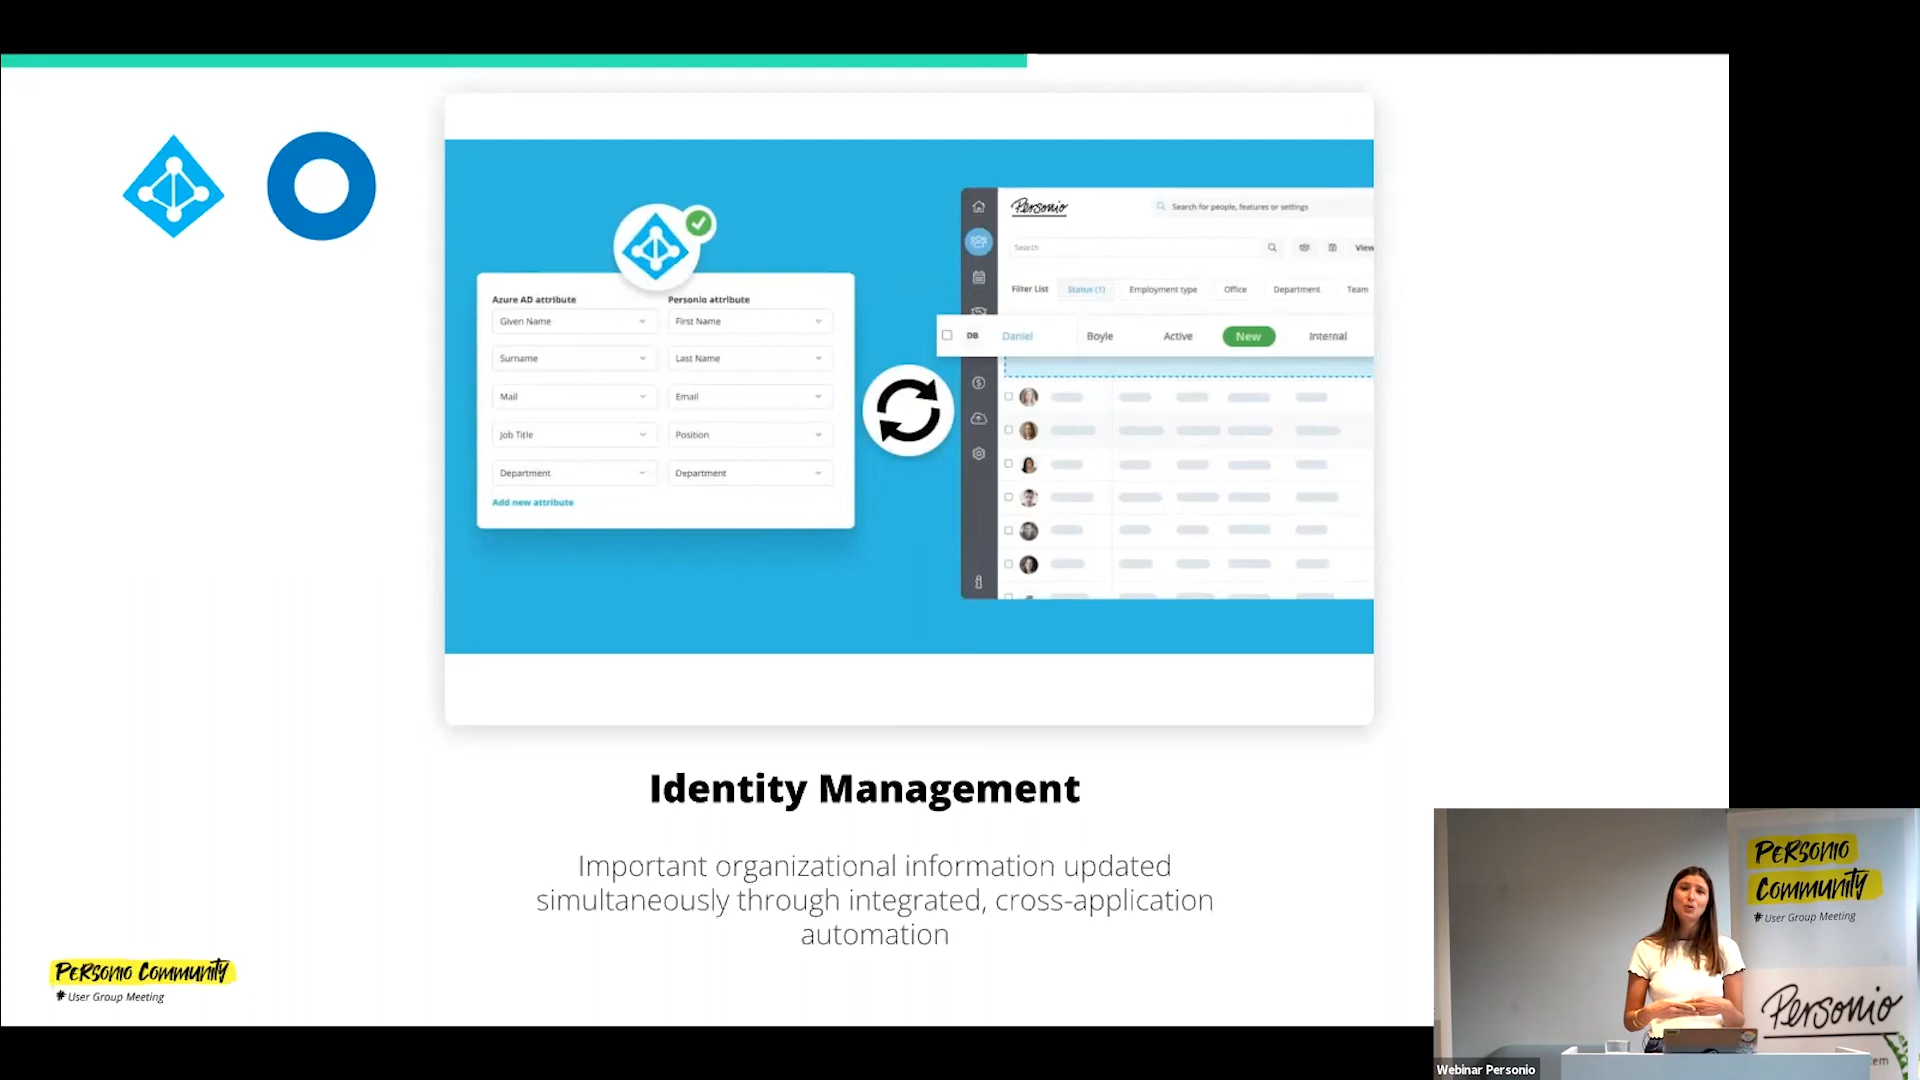 Azure AD attribute
Personio attribute
Given Name
First Name
Surname
Last Name
Mail
Email
Job Title
Position
Department
Department
Add new attribute
Personio
Search for people, features or settings
Search
View
Filter List
Status (1)
Employment type
Office
Department
Team
DB
Daniel
Boyle
Active
New
Internal
Identity Management
Important organizational information updated
simultaneously through integrated, cross-application
automation
Personio Community
# User Group Meeting
Personio
Community
# User Group Meeting
Personio
Webinar Personio